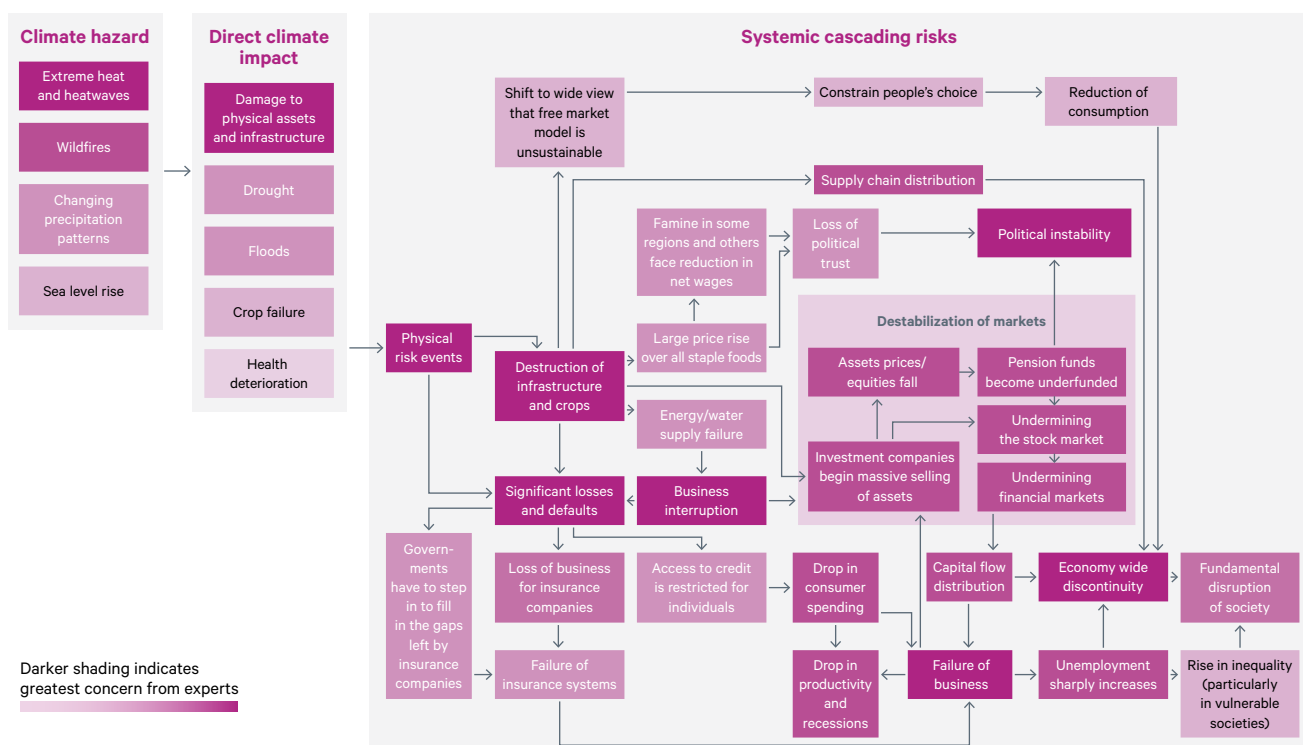 Climate hazard
Extreme heat
and heatwaves
Wildfires
Changing
precipitation
patterns
Sea level rise
Direct climate
impact
Damage to
physical assets
and infrastructure
Drought
Floods
Crop failure
Health
deterioration
Systemic cascading risks
Shift to wide view
that free market
model is
unsustainable
Constrain people’s choice
Reduction of
consumption
Supply chain distribution
Famine in some
regions and others
face reduction in
net wages
Loss of
political
trust
Political instability
Physical
risk events
Destruction of
infrastructure
and crops
Large price rise
over all staple foods
Energy/water
supply failure
Destabilization of markets
Assets prices/
equities fall
Pension funds
become underfunded
Undermining
the stock market
Investment companies
begin massive selling
of assets
Undermining
financial markets
Significant losses
and defaults
Business
interruption
Govern-
ments
have to step
in to fill
in the gaps
left by
insurance
companies
Loss of business
for insurance
companies
Access to credit
is restricted for
individuals
Drop in
consumer
spending
Capital flow
distribution
Economy wide
discontinuity
Fundamental
disruption
of society
Failure of
insurance systems
Drop in
productivity
and
recessions
Failure of
business
Unemployment
sharply increases
Rise in inequality
(particularly
in vulnerable
societies)
Darker shading indicates
greatest concern from experts